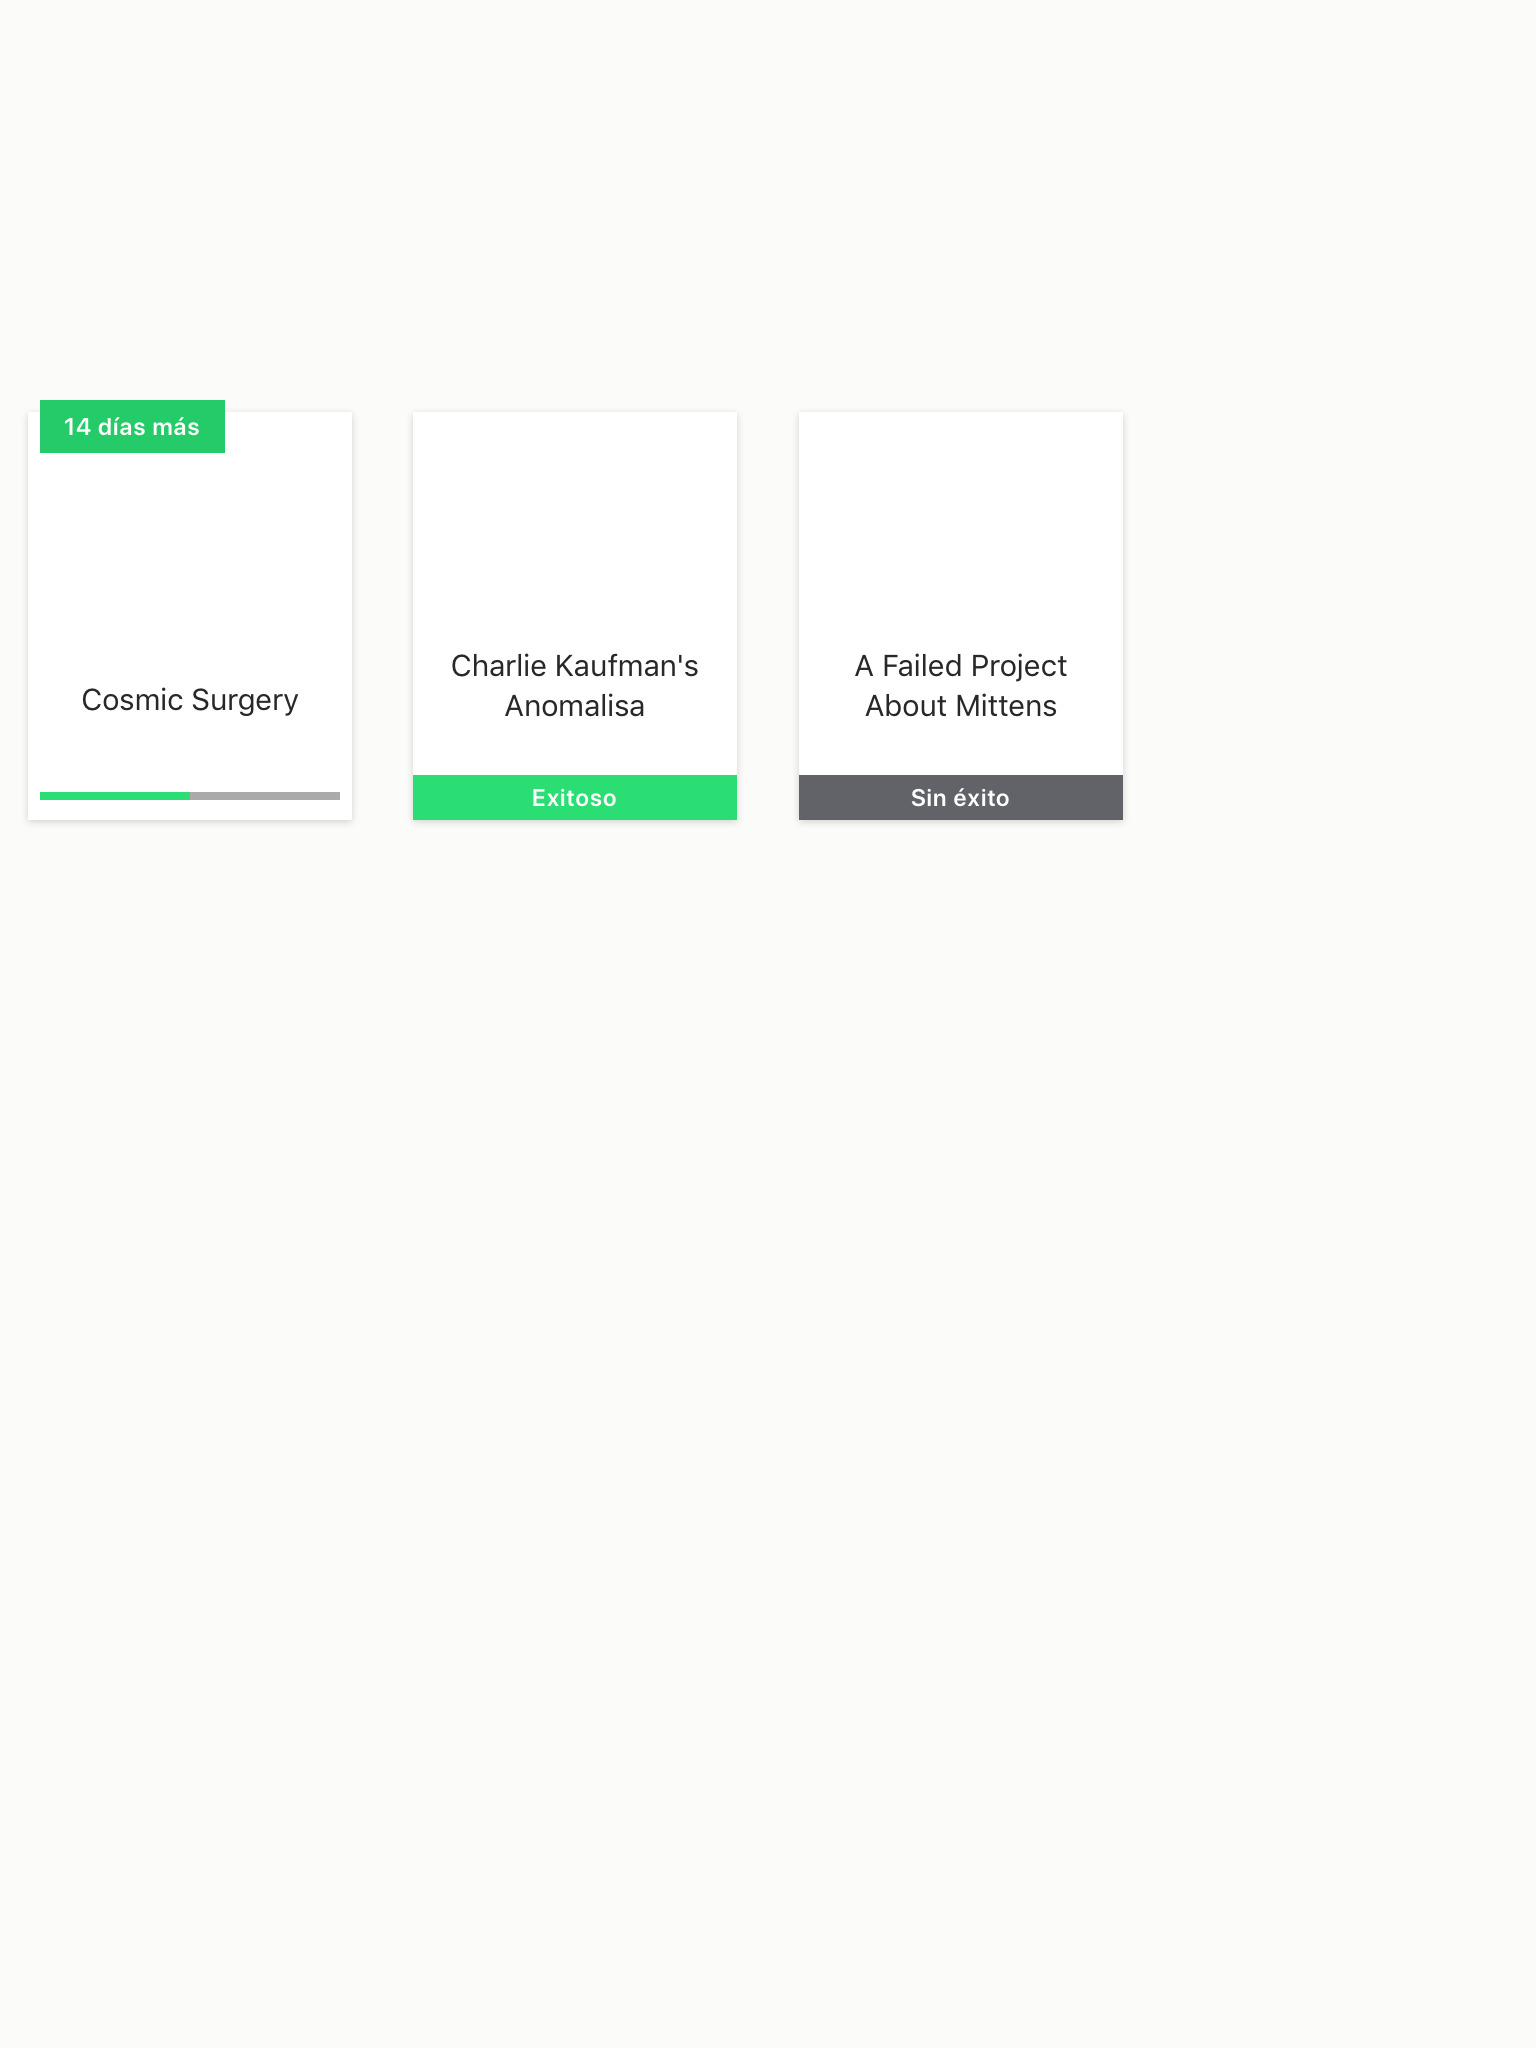 14 días más
Cosmic Surgery
Charlie Kaufman's
Anomalisa
Exitoso
A Failed Project
About Mittens
Sin éxito